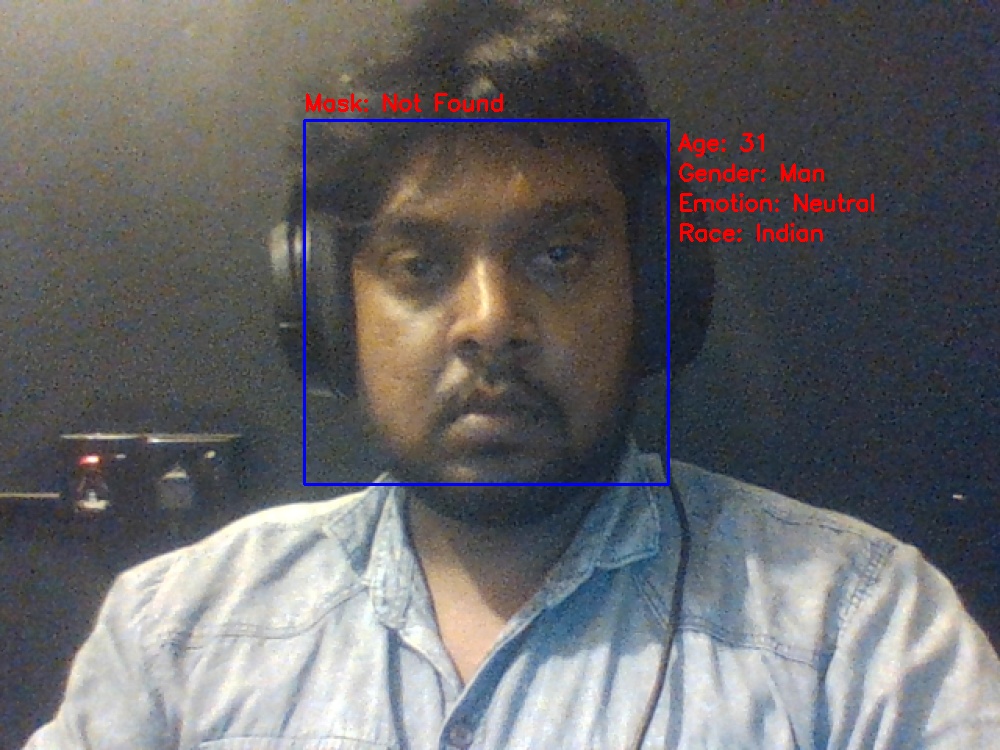 Mask: Not Found
Age: 31
Gender: Man
Emotion: Neutral
Race: Indian